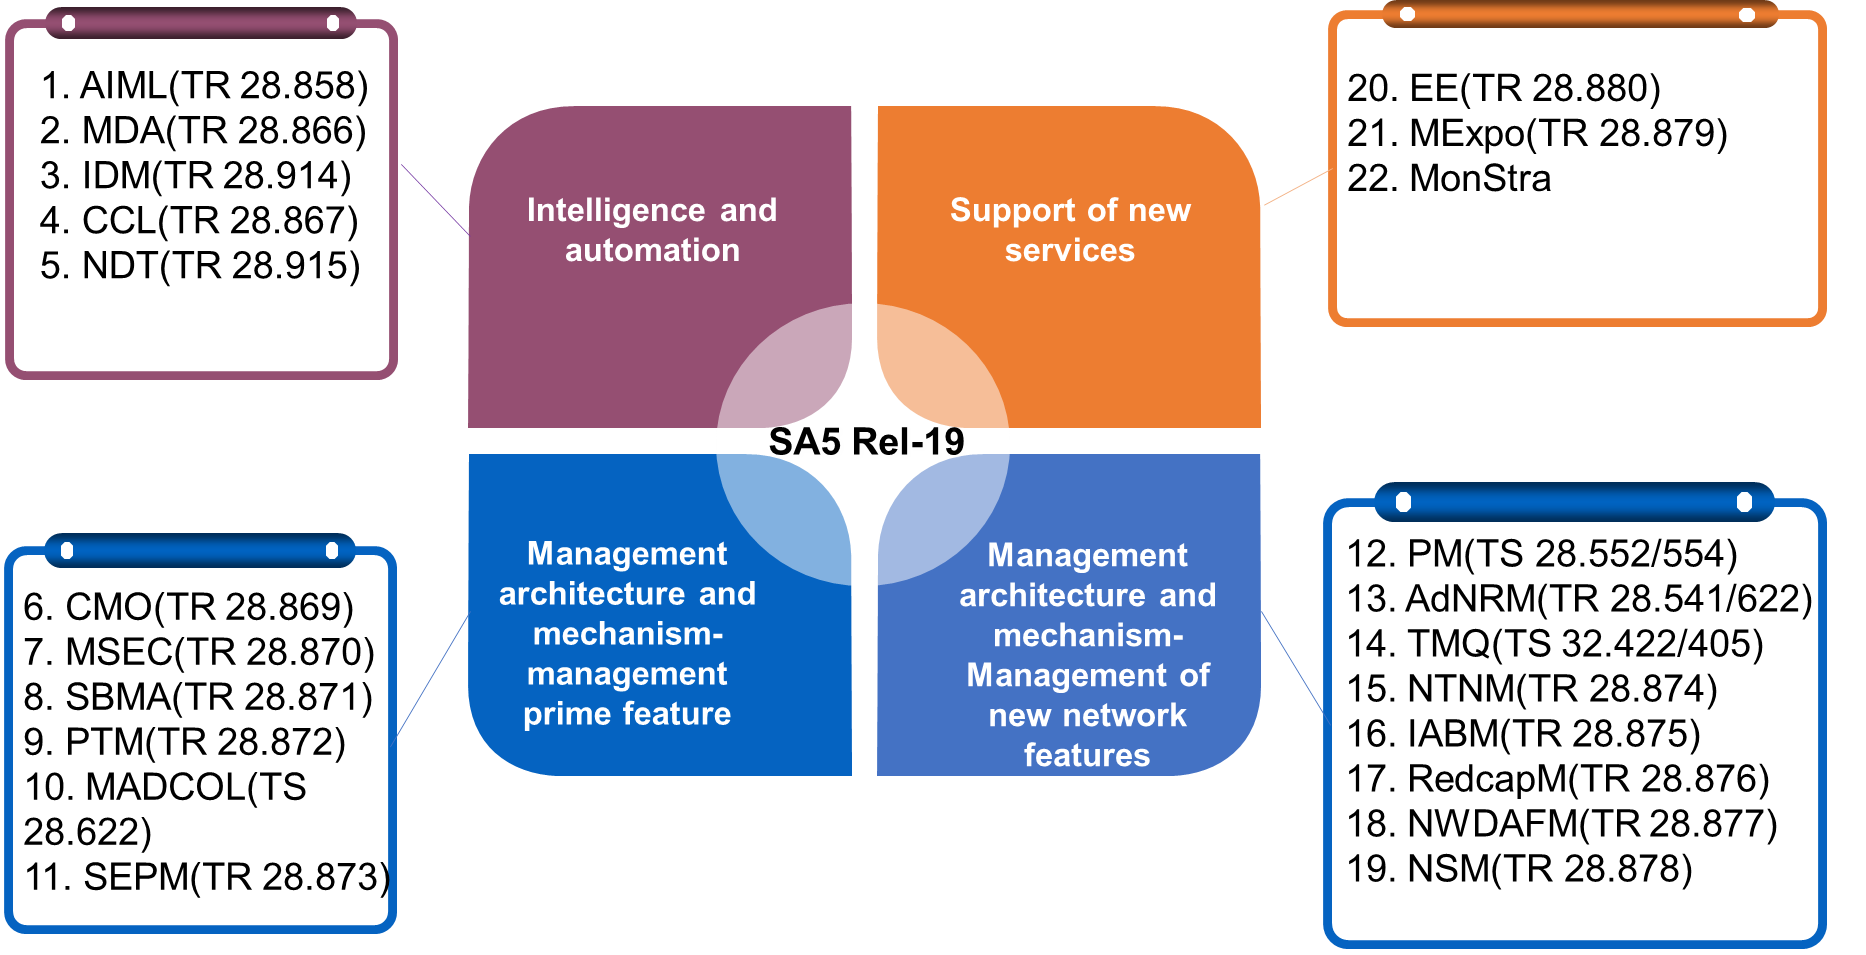 1. AIML(TR 28.858)
2. MDA(TR 28.866)
3. IDM(TR 28.914)
4. CCL(TR 28.867)
5. NDT(TR 28.915)
Intelligence and
automation
Support of new
services
20. EE(TR 28.880)
21. MExpo(TR 28.879)
22. MonStra
SA5 Rel-19
6. CMO(TR 28.869)
7. MSEC(TR 28.870)
8. SBMA(TR 28.871)
9. PTM(TR 28.872)
10. MADCOL(TS
28.622)
11. SEPM(TR 28.873)
Management
architecture and
mechanism-
management
prime feature
Management
architecture and
mechanism-
Management of
new network
features
12. PM(TS 28.552/554)
13. AdNRM(TR 28.541/622)
14. TMQ(TS 32.422/405)
15. NTNM(TR 28.874)
16. IABM(TR 28.875)
17. RedcapM(TR 28.876)
18. NWDAFM(TR 28.877)
19. NSM(TR 28.878)